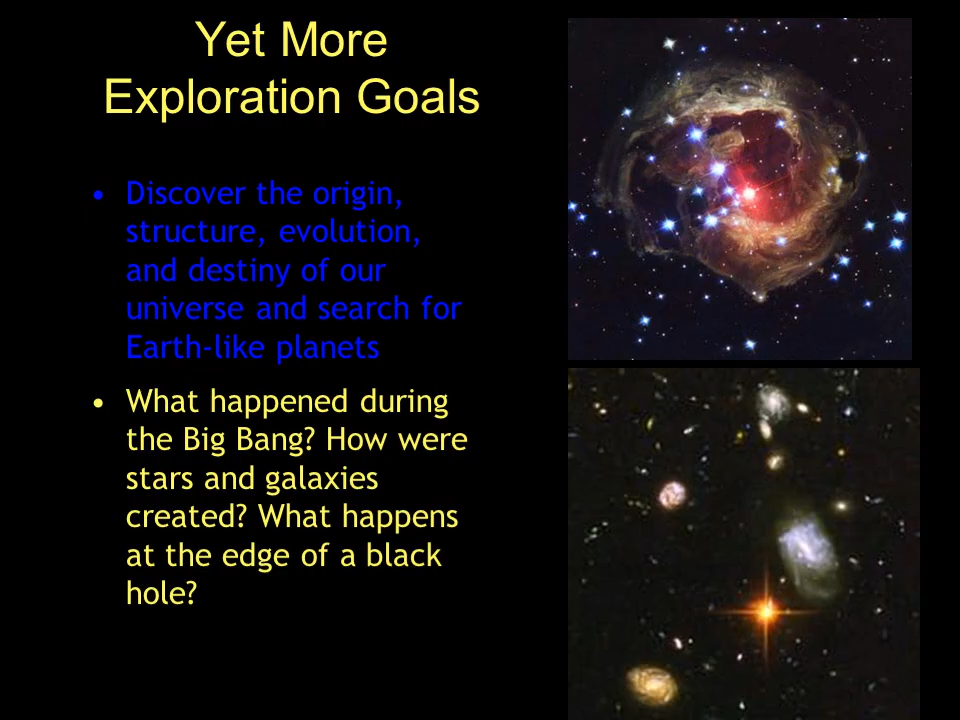 Yet More
Exploration Goals
• Discover the origin,
structure, evolution,
and destiny of our
universe and search for
Earth-like planets
• What happened during
the Big Bang? How were
stars and galaxies
created? What happens
at the edge of a black
hole?